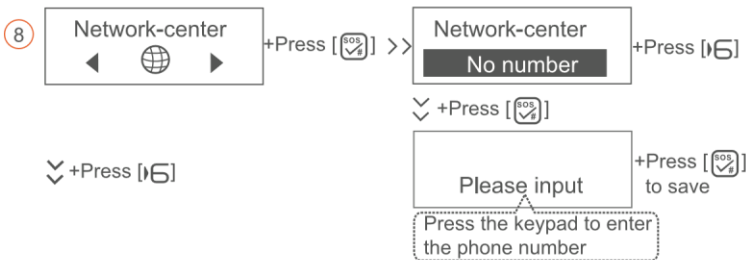 8
Network-center
+Press [SOS #] >>
Network-center
No number
+Press [6]
+Press [SOS #]
Please input
+Press [SOS #]
to save
Press the keypad to enter
the phone number
+Press [6]